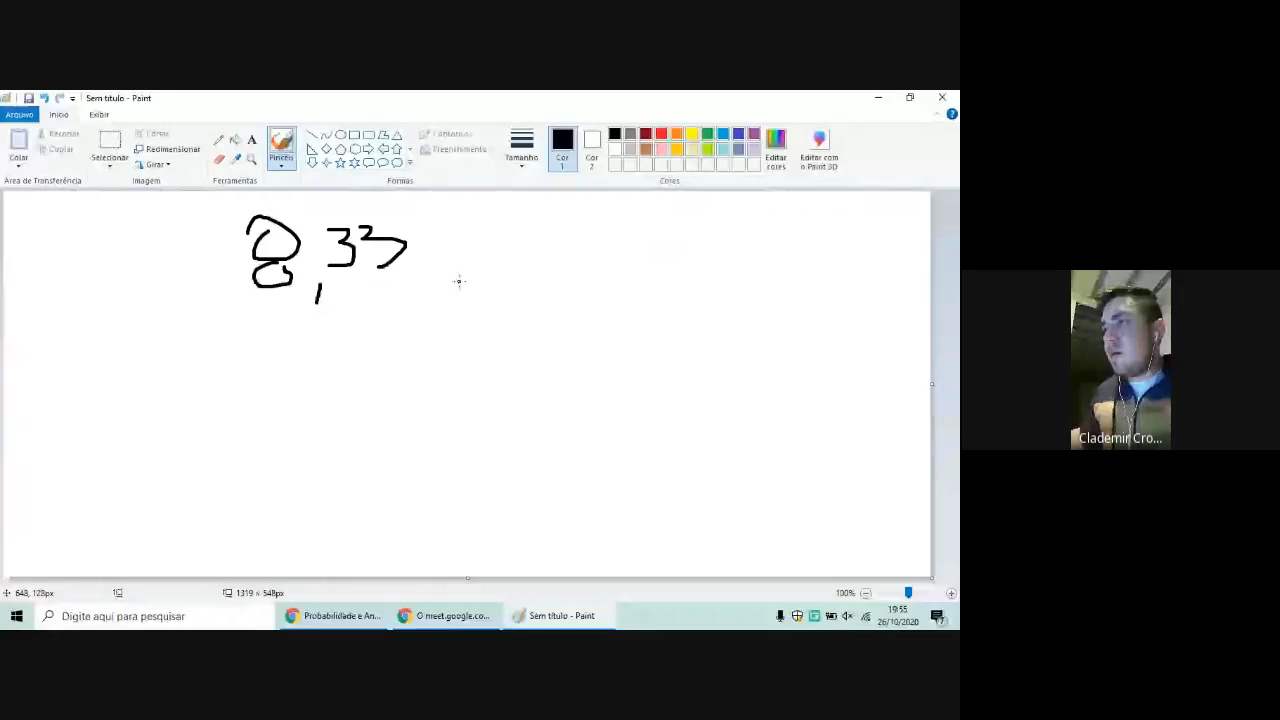 Sem título - Paint
Arquivo Início Exibir
Colar
Recortar
Copiar
Selecionar
Cortar
Redimensionar
Girar
Pincéis
Contornos
Preenchimento
Tamanho
Cor 1
Cor 2
Editar cores
Editar com o Paint 3D
Área de Transferência Imagem Ferramentas Formas Cores
8,33
648, 128px 1319 × 548px 100%
Digite aqui para pesquisar Probabilidade e An... O meet.google.co... Sem título - Paint 19:55
26/10/2020
Clademir Cro...